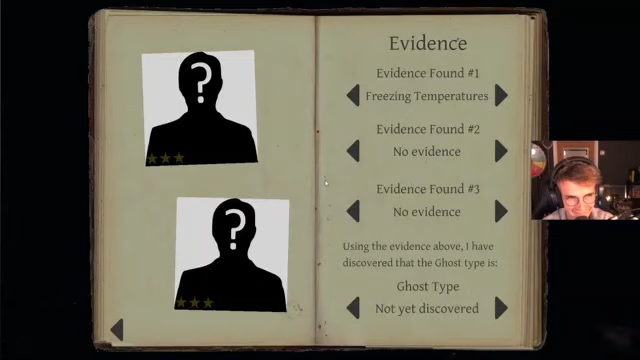 ?
?
Evidence
Evidence Found #1
Freezing Temperatures
Evidence Found #2
No evidence
Evidence Found #3
No evidence
Using the evidence above, I have
discovered that the Ghost type is:
Ghost Type
Not yet discovered